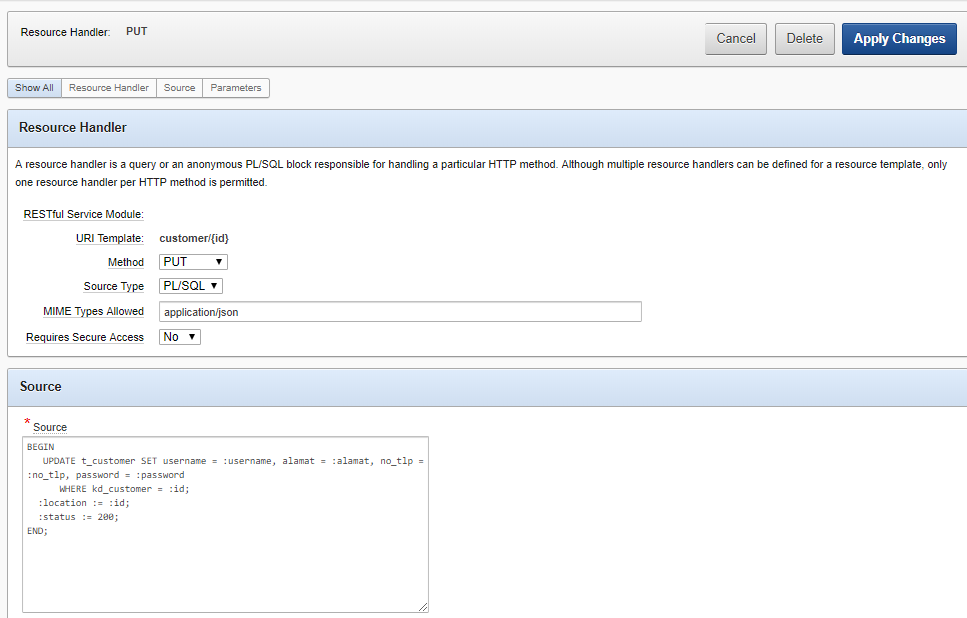 Resource Handler: PUT
Cancel Delete Apply Changes
Show All Resource Handler Source Parameters
Resource Handler
A resource handler is a query or an anonymous PL/SQL block responsible for handling a particular HTTP method. Although multiple resource handlers can be defined for a resource template, only
one resource handler per HTTP method is permitted.
RESTful Service Module:
URI Template: customer/{id}
Method PUT
Source Type PL/SQL
MIME Types Allowed application/json
Requires Secure Access No
Source
* Source
BEGIN
UPDATE t_customer SET username = :username, alamat = :alamat, no_tlp =
:no_tlp, password = :password
WHERE kd_customer = :id;
:location := :id;
:status := 200;
END;